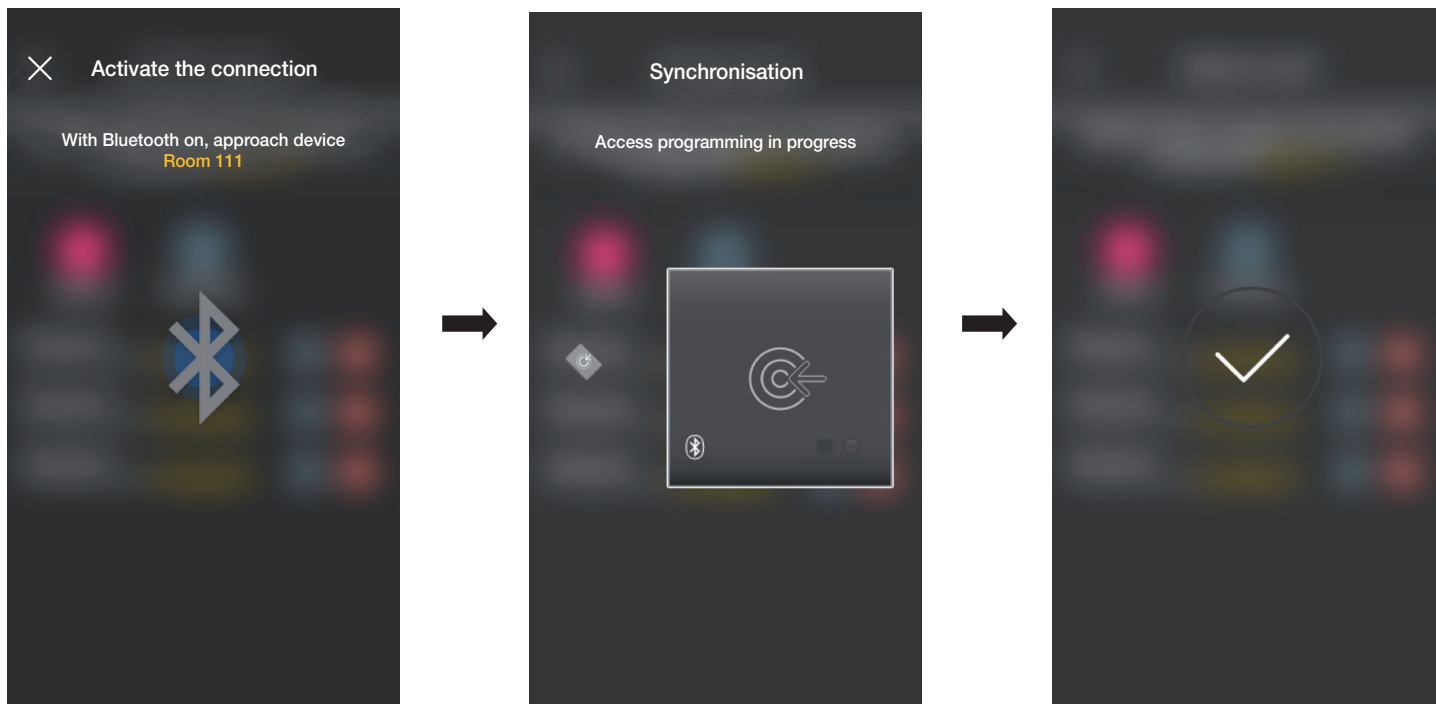 Activate the connection
With Bluetooth on, approach device
Room 111
Synchronisation
Access programming in progress